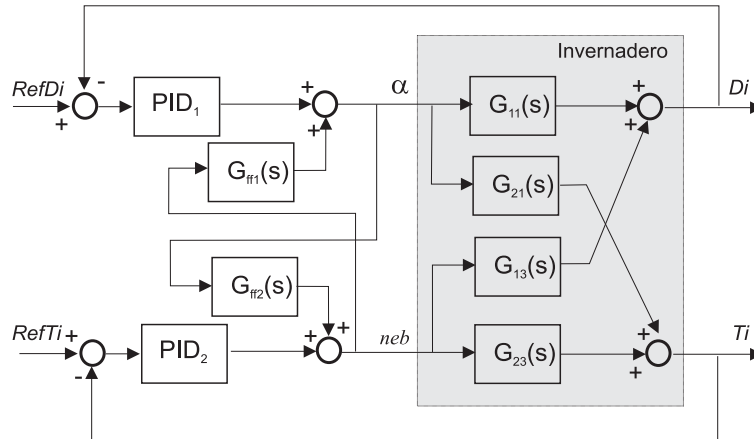 Invernadero
RefDi
-
+
PID1
+
+
α
G11(s)
+
+
Di
Gff1(s)
G21(s)
Gff2(s)
G13(s)
RefTi
+
-
PID2
+
+
neb
G23(s)
+
+
Ti